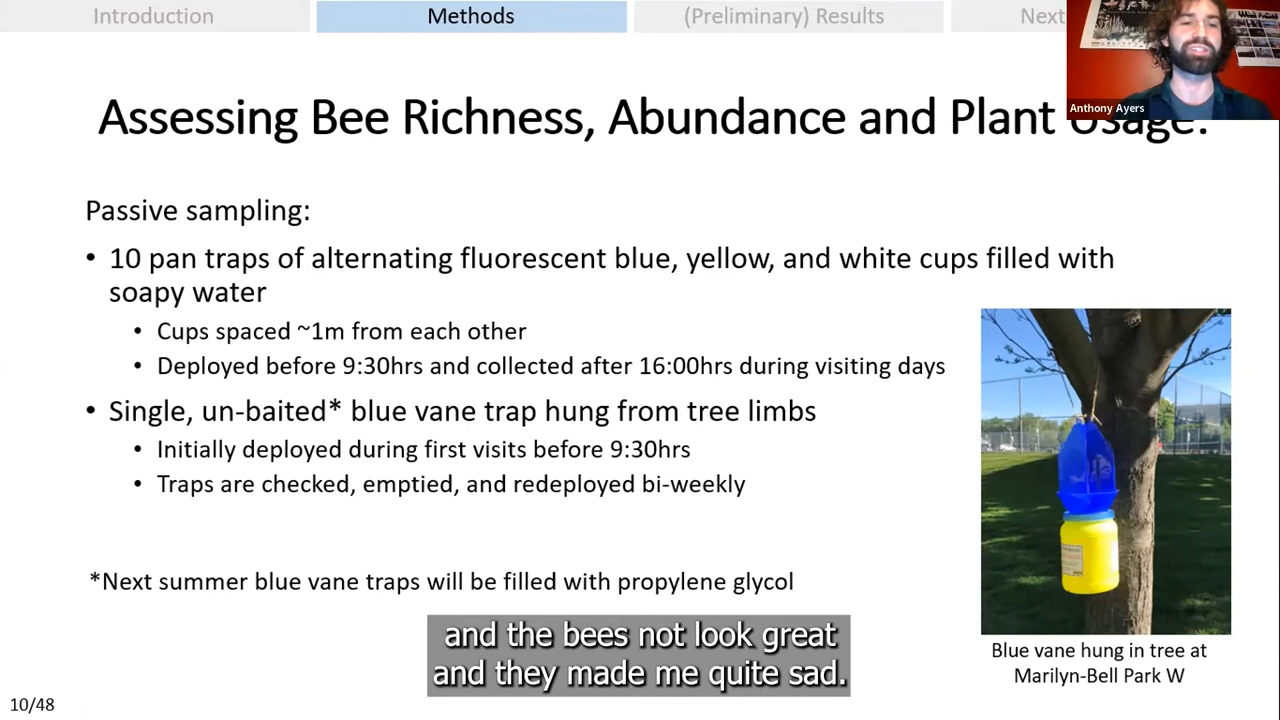 Introduction
Methods
(Preliminary) Results
Next
Anthony Ayers
Assessing Bee Richness, Abundance and Plant Usage:
Passive sampling:
• 10 pan traps of alternating fluorescent blue, yellow, and white cups filled with
soapy water
• Cups spaced ~1m from each other
• Deployed before 9:30hrs and collected after 16:00hrs during visiting days
• Single, un-baited* blue vane trap hung from tree limbs
• Initially deployed during first visits before 9:30hrs
• Traps are checked, emptied, and redeployed bi-weekly
*Next summer blue vane traps will be filled with propylene glycol
and the bees not look great
and they made me quite sad.
Blue vane hung in tree at
Marilyn-Bell Park W
10/48